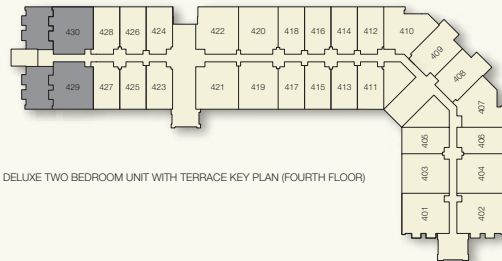 430 428 426 424 422 420 418 416 414 412 410
409
408
407
429 427 425 423 421 419 417 415 413 411
405 406
403 404
401 402
DELUXE TWO BEDROOM UNIT WITH TERRACE KEY PLAN (FOURTH FLOOR)